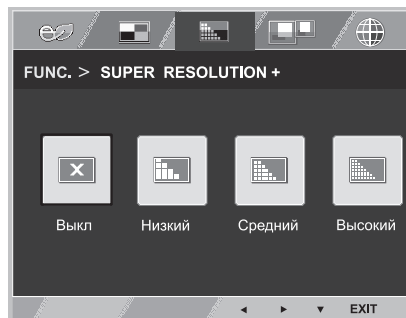 FUNC. > SUPER RESOLUTION +
Выкл Низкий Средний Высокий
EXIT